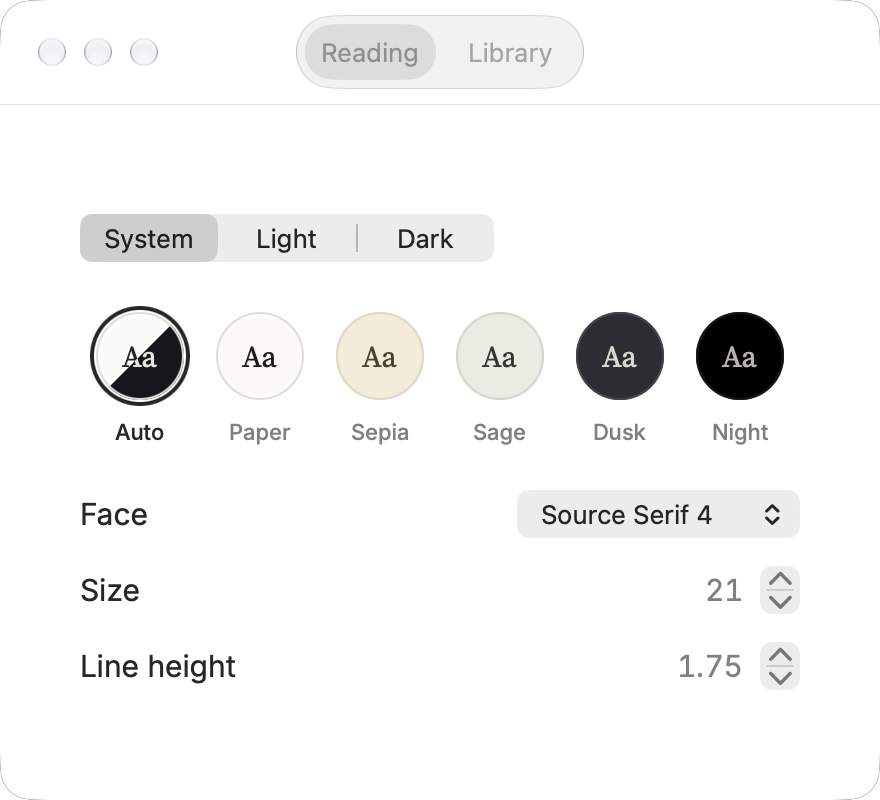 Reading Library
System Light Dark
Aa Aa Aa Aa Aa Aa
Auto Paper Sepia Sage Dusk Night
Face Source Serif 4
Size 21
Line height 1.75